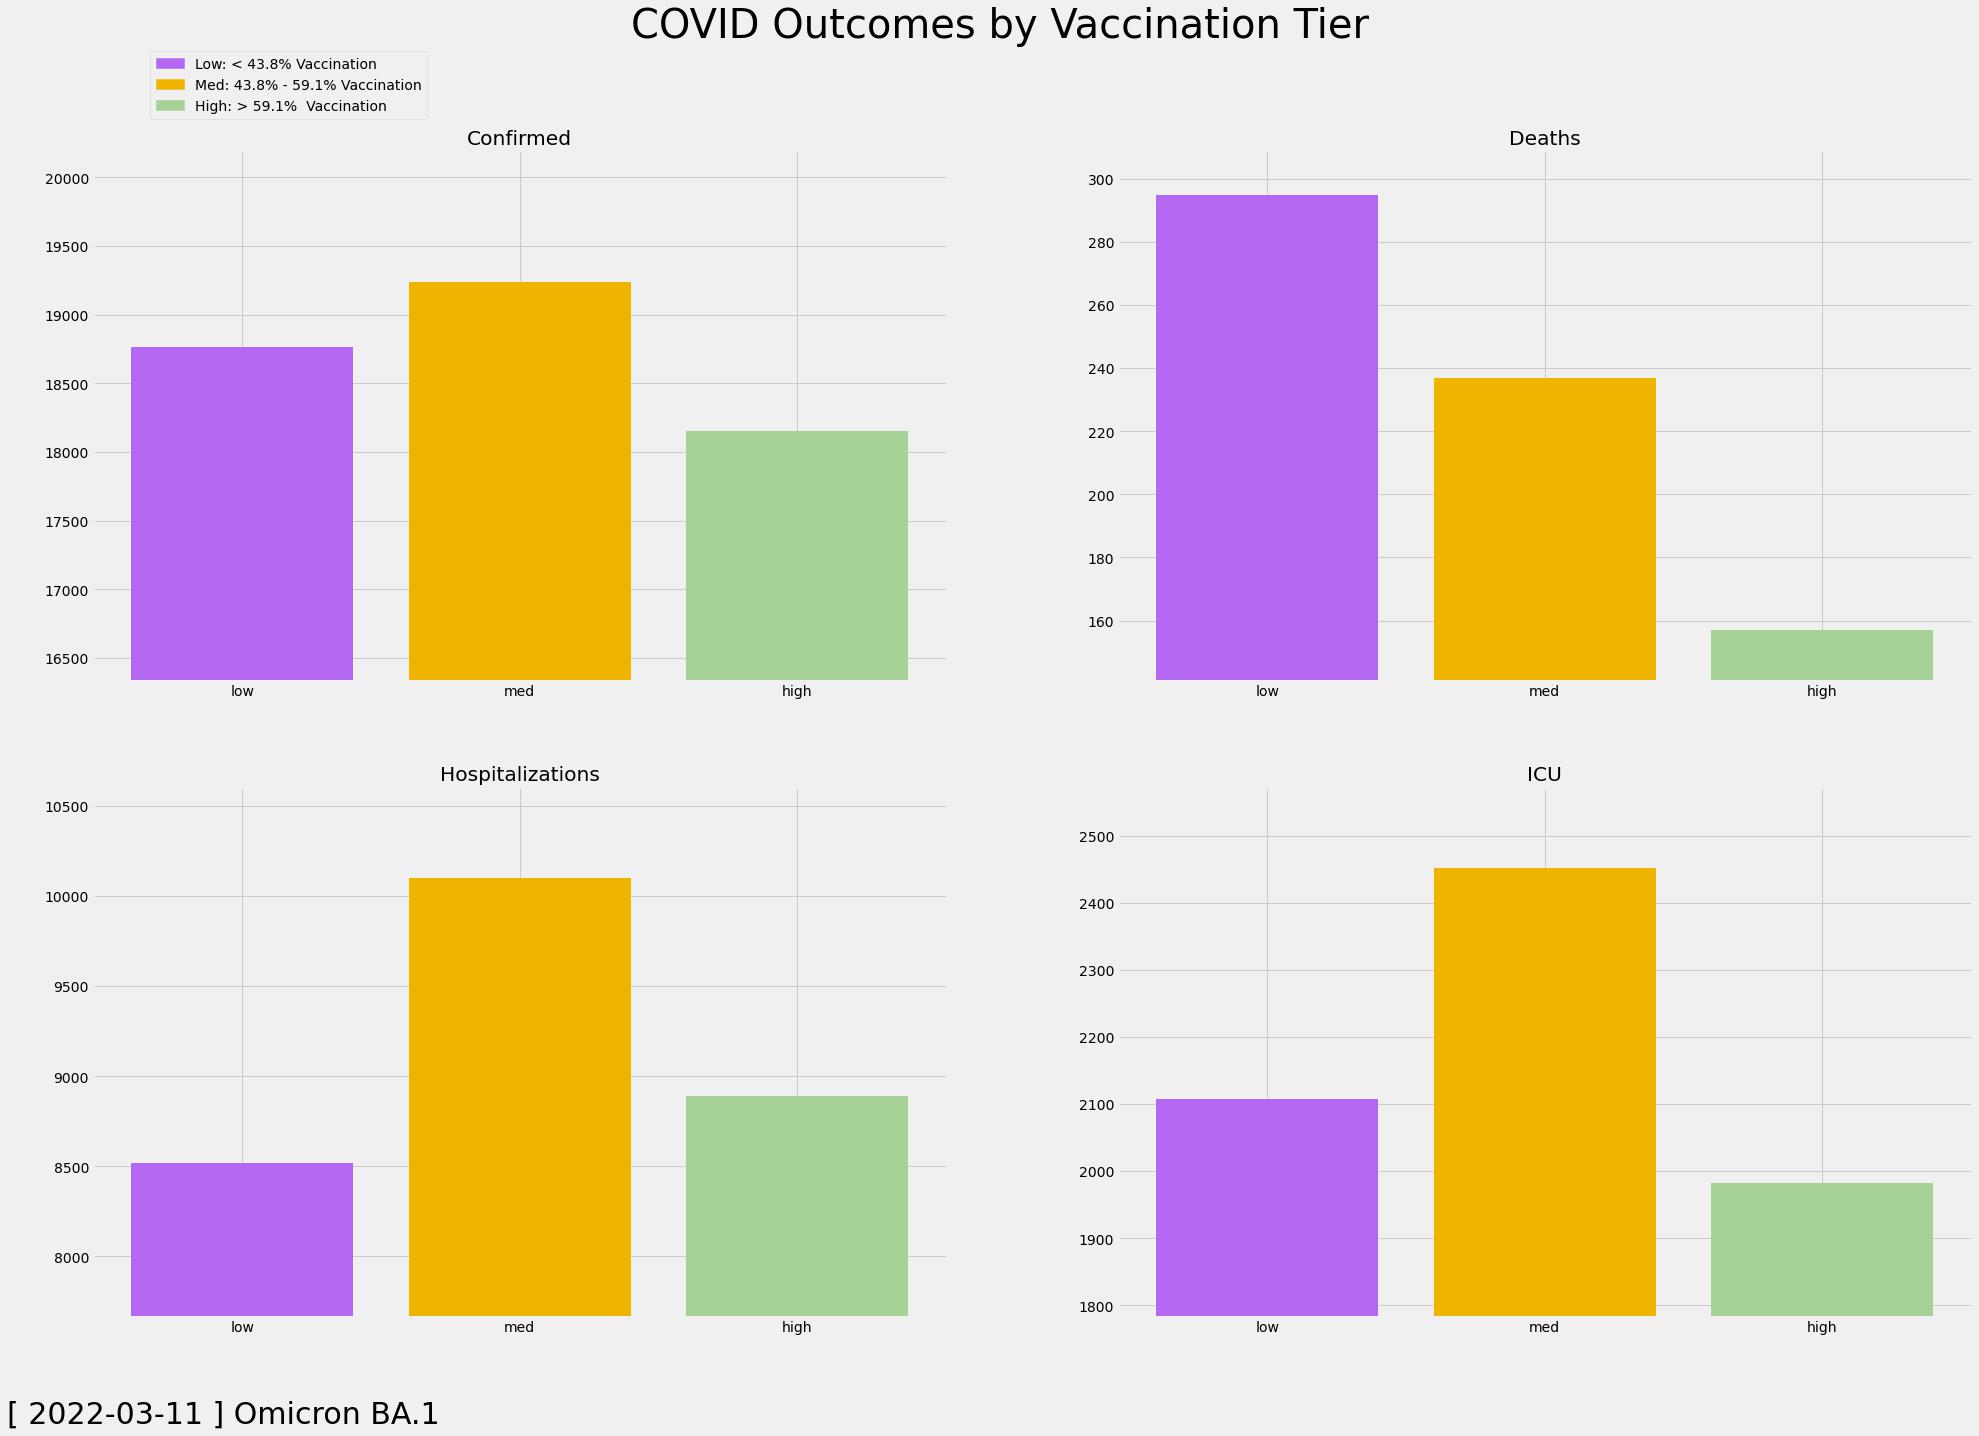 COVID Outcomes by Vaccination Tier
Low: < 43.8% Vaccination
Med: 43.8% - 59.1% Vaccination
High: > 59.1%  Vaccination
Confirmed
20000
19500
19000
18500
18000
17500
17000
16500
low med high
Deaths
300
280
260
240
220
200
180
160
low med high
Hospitalizations
10500
10000
9500
9000
8500
8000
low med high
ICU
2500
2400
2300
2200
2100
2000
1900
1800
low med high
[ 2022-03-11 ] Omicron BA.1